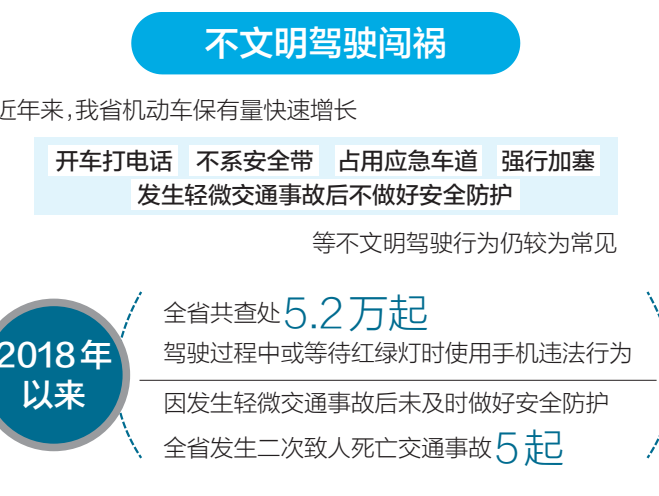 不文明驾驶闯祸
近年来,我省机动车保有量快速增长
开车打电话 不系安全带 占用应急车道 强行加塞
发生轻微交通事故后不做好安全防护
等不文明驾驶行为仍较为常见
2018年
以来
全省共查处5.2万起
驾驶过程中或等待红绿灯时使用手机违法行为
因发生轻微交通事故后未及时做好安全防护
全省发生二次致人死亡交通事故5起